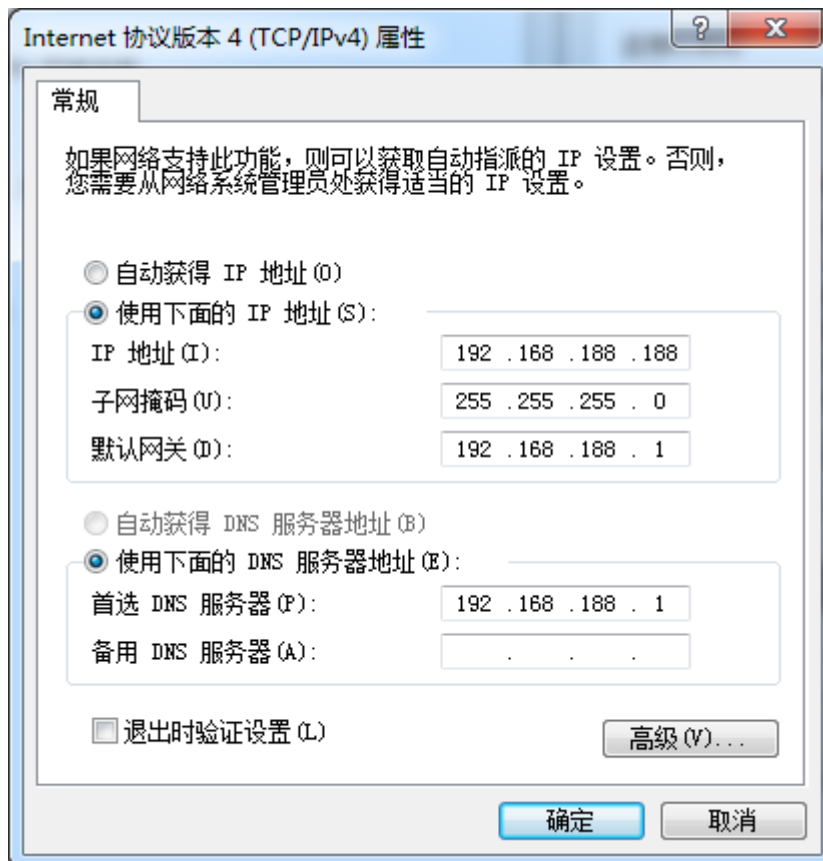 Internet 协议版本 4 (TCP/IPv4) 属性
常规
如果网络支持此功能，则可以获取自动指派的 IP 设置。否则，
您需要从网络系统管理员处获得适当的 IP 设置。
自动获得 IP 地址(O)
使用下面的 IP 地址(S):
IP 地址(I): 192 .168 .188 .188
子网掩码(U): 255 .255 .255 . 0
默认网关(D): 192 .168 .188 . 1
自动获得 DNS 服务器地址(B)
使用下面的 DNS 服务器地址(E):
首选 DNS 服务器(P): 192 .168 .188 . 1
备用 DNS 服务器(A): . . .
退出时验证设置(L)
高级(V)...
确定 取消